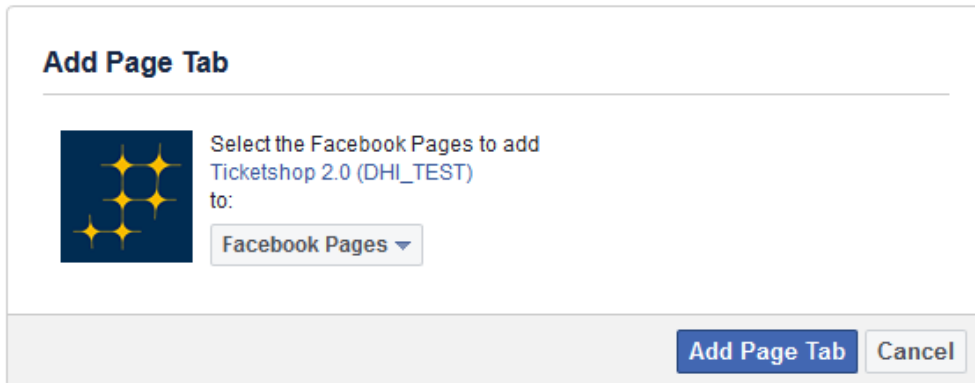 Add Page Tab
Select the Facebook Pages to add
Ticketshop 2.0 (DHI_TEST)
to:
Facebook Pages
Add Page Tab Cancel